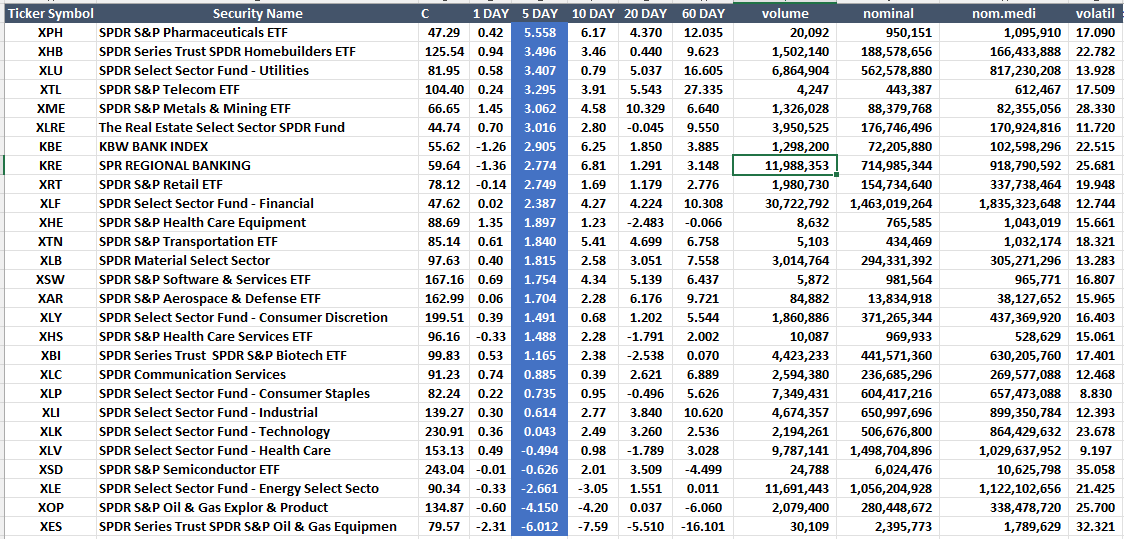 Ticker Symbol Security Name C 1 DAY 5 DAY 10 DAY 20 DAY 60 DAY volume nominal nom.medi volatil
XPH SPDR S&P Pharmaceuticals ETF 47.29 0.42 5.558 6.17 4.370 12.035 20,092 950,151 1,095,910 17.090
XHB SPDR Series Trust SPDR Homebuilders ETF 125.54 0.94 3.496 3.46 0.440 9.623 1,502,140 188,578,656 166,433,888 22.782
XLU SPDR Select Sector Fund - Utilities 81.95 0.58 3.407 0.79 5.037 16.605 6,864,904 562,578,880 817,230,208 13.928
XTL SPDR S&P Telecom ETF 104.40 0.24 3.295 3.91 5.543 27.335 4,247 443,387 612,467 17.509
XME SPDR S&P Metals & Mining ETF 66.65 1.45 3.062 4.58 10.329 6.640 1,326,028 88,379,768 82,355,056 28.330
XLRE The Real Estate Select Sector SPDR Fund 44.74 0.70 3.016 2.80 -0.045 9.550 3,950,525 176,746,496 170,924,816 11.720
KBE KBW BANK INDEX 55.62 -1.26 2.905 6.25 1.850 3.885 1,298,200 72,205,880 102,598,296 22.515
KRE SPR REGIONAL BANKING 59.64 -1.36 2.774 6.81 1.291 3.148 11,988,353 714,985,344 918,790,592 25.681
XRT SPDR S&P Retail ETF 78.12 -0.14 2.749 1.69 1.179 2.776 1,980,730 154,734,640 337,738,464 19.948
XLF SPDR Select Sector Fund - Financial 47.62 0.02 2.387 4.27 4.224 10.308 30,722,792 1,463,019,264 1,835,323,648 12.744
XHE SPDR S&P Health Care Equipment 88.69 1.35 1.897 1.23 -2.483 -0.066 8,632 765,585 1,043,019 15.661
XTN SPDR S&P Transportation ETF 85.14 0.61 1.840 5.41 4.699 6.758 5,103 434,469 1,032,174 18.321
XLB SPDR Material Select Sector 97.63 0.40 1.815 2.58 3.051 7.558 3,014,764 294,331,392 305,271,296 13.283
XSW SPDR S&P Software & Services ETF 167.16 0.69 1.754 4.34 5.139 6.437 5,872 981,564 965,771 16.807
XAR SPDR S&P Aerospace & Defense ETF 162.99 0.06 1.704 2.28 6.176 9.721 84,882 13,834,918 38,127,652 15.965
XLY SPDR Select Sector Fund - Consumer Discretion 199.51 0.39 1.491 0.68 1.202 5.544 1,860,886 371,265,344 437,369,920 16.403
XHS SPDR S&P Health Care Services ETF 96.16 -0.33 1.488 2.28 -1.791 2.002 10,087 969,933 528,629 15.061
XBI SPDR Series Trust SPDR S&P Biotech ETF 99.83 0.53 1.165 2.38 -2.538 0.070 4,423,233 441,571,360 630,205,760 17.401
XLC SPDR Communication Services 91.23 0.74 0.885 0.39 2.621 6.889 2,594,380 236,685,296 269,577,088 12.468
XLP SPDR Select Sector Fund - Consumer Staples 82.24 0.22 0.735 0.95 -0.496 5.626 7,349,431 604,417,216 657,473,088 8.830
XLI SPDR Select Sector Fund - Industrial 139.27 0.30 0.614 2.77 3.840 10.620 4,674,357 650,997,696 899,350,784 12.393
XLK SPDR Select Sector Fund - Technology 230.91 0.36 0.043 2.49 3.260 2.536 2,194,261 506,676,800 864,429,632 23.678
XLV SPDR Select Sector Fund - Health Care 153.13 0.49 -0.494 0.98 -1.789 3.028 9,787,141 1,498,704,896 1,029,637,952 9.197
XSD SPDR S&P Semiconductor ETF 243.04 -0.01 -0.626 2.01 3.509 -4.499 24,788 6,024,476 10,625,798 35.058
XLE SPDR Select Sector Fund - Energy Select Secto 90.34 -0.33 -2.661 -3.05 1.551 0.011 11,691,443 1,056,204,928 1,122,102,656 21.425
XOP SPDR S&P Oil & Gas Explor & Product 134.87 -0.60 -4.150 -4.20 0.037 -6.060 2,079,400 280,448,672 338,478,720 25.700
XES SPDR Series Trust SPDR S&P Oil & Gas Equipmen 79.57 -2.31 -6.012 -7.59 -5.510 -16.101 30,109 2,395,773 1,789,629 32.321